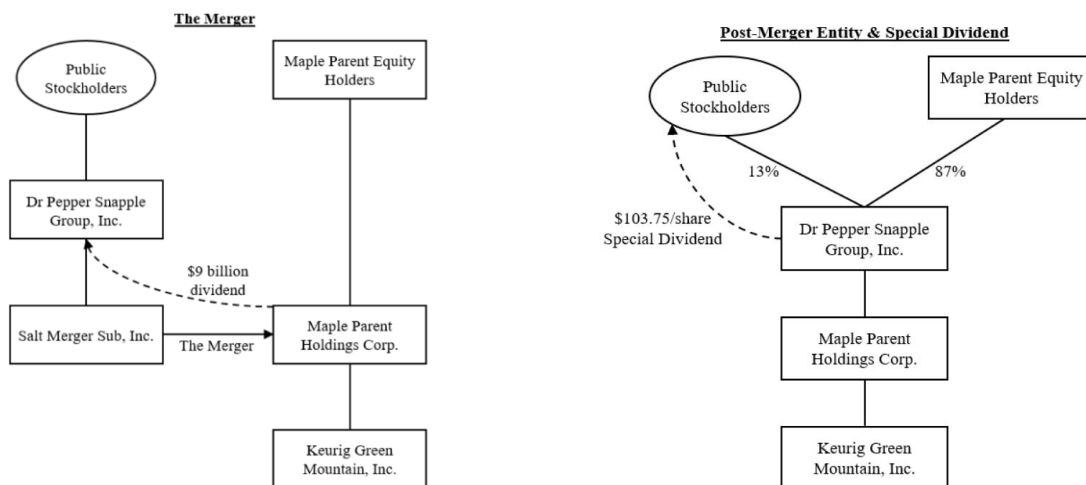 The Merger
Public
Stockholders
Maple Parent Equity
Holders
Dr Pepper Snapple
Group, Inc.
$9 billion
dividend
Salt Merger Sub, Inc.
The Merger
Maple Parent
Holdings Corp.
Keurig Green
Mountain, Inc.
Post-Merger Entity & Special Dividend
Public
Stockholders
Maple Parent Equity
Holders
13%
87%
$103.75/share
Special Dividend
Dr Pepper Snapple
Group, Inc.
Maple Parent
Holdings Corp.
Keurig Green
Mountain, Inc.